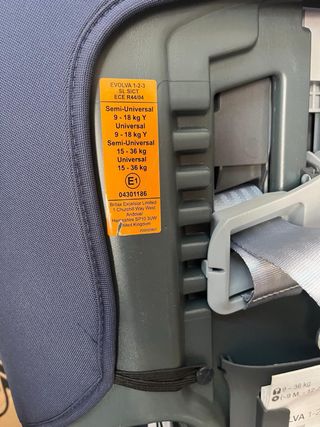 EVOLVA 1-2-3
SL SICT
ECE R44/04
Semi-Universal
9 - 18 kg Y
Universal
9 - 18 kg Y
Semi-Universal
15 - 36 kg
Universal
15 - 36 kg
E1
04301186
Britax Excelsior Limited
1 Churchill Way West
Andover
Hampshire SP10 3UW
United Kingdom
9 - 36 kg